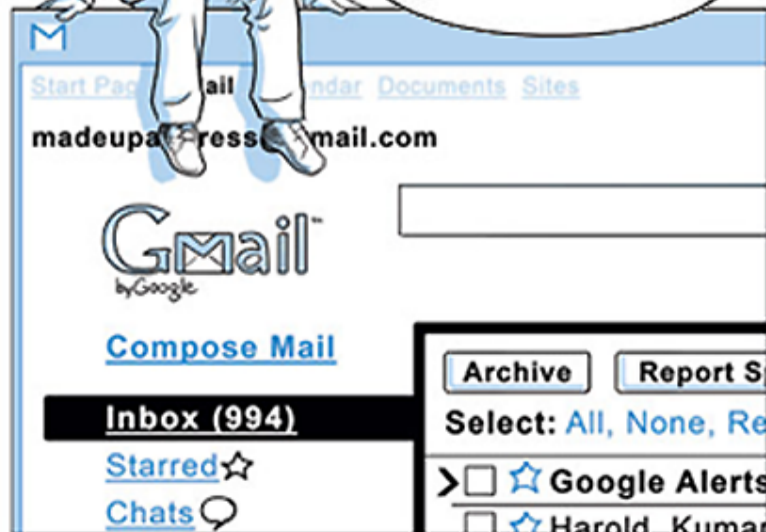 Start Pag ail ndar Documents Sites
madeupa ress mail.com
Gmail™
by Google
Compose Mail
Archive Report Sp
Inbox (994)
Select: All, None, Re
Starred
Google Alerts
Chats
Harold, Kumar